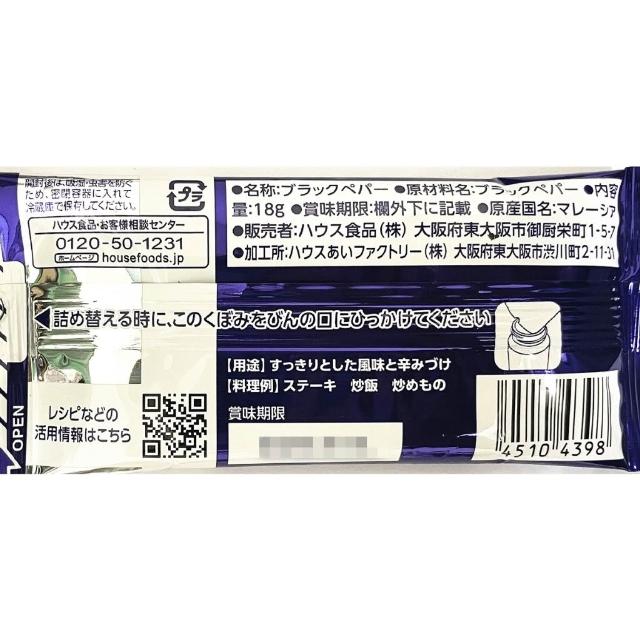 開封後は、吸湿・虫害を防ぐ
ため、密閉容器に入れて
冷蔵庫で保存してください。
プラ
ハウス食品・お客様相談センター
0120-50-1231
ホームページ housefoods.jp
●名称:ブラックペパー ●原材料名:ブラックペパー ●内容
量:18g ●賞味期限:欄外下に記載 ●原産国名:マレーシア
●販売者:ハウス食品(株) 大阪府東大阪市御厨栄町1-5-7
●加工所:ハウスあいファクトリー(株) 大阪府東大阪市渋川町2-11-31
◀詰め替える時に、このくぼみをびんの口にひっかけてください
【用途】すっきりとした風味と辛みづけ
【料理例】ステーキ 炒飯 炒めもの
賞味期限
レシピなどの
活用情報はこちら
OPEN
4510 4398